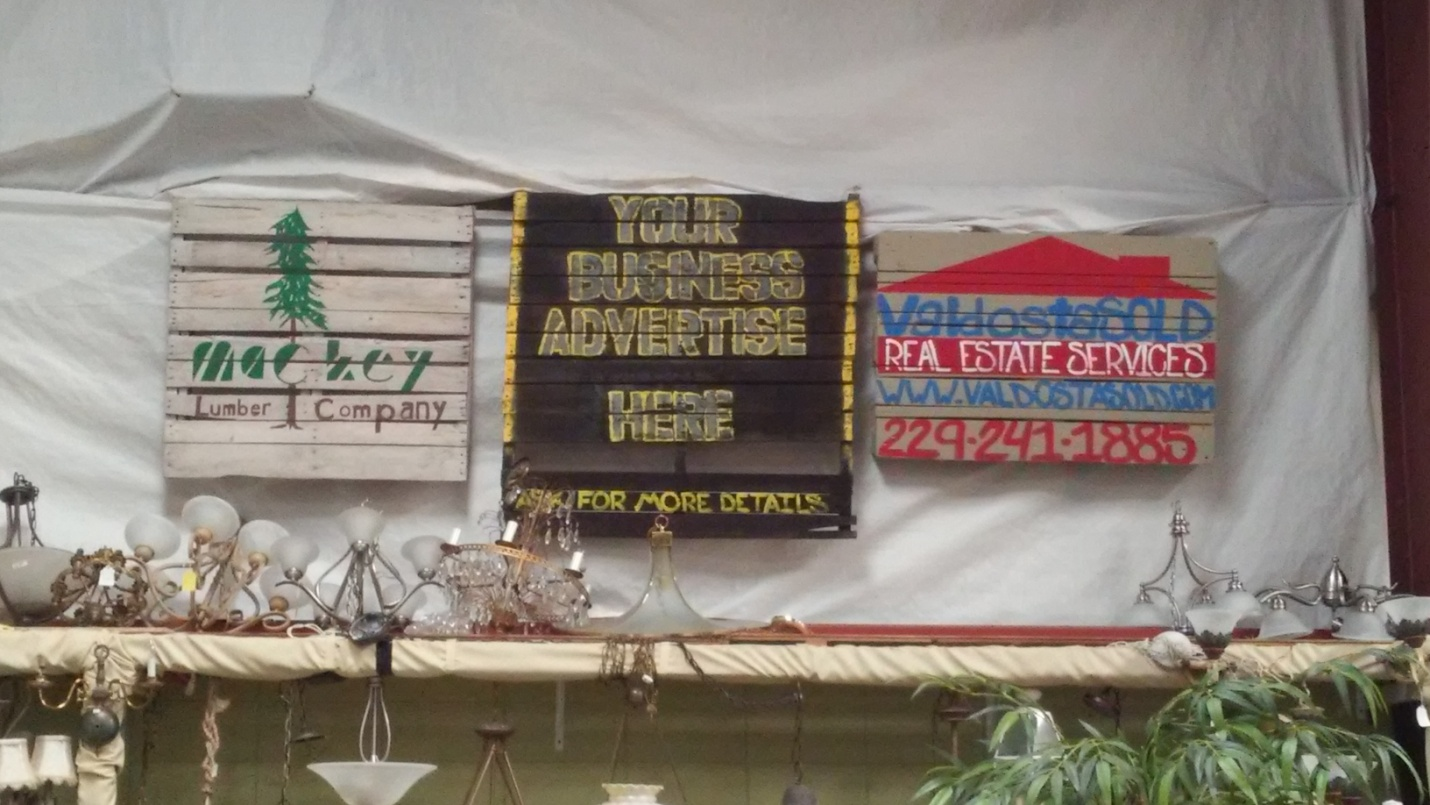 Mackey
Lumber Company
YOUR
BUSINESS
ADVERTISE
HERE
ASK FOR MORE DETAILS
ValdostaSOLD
REAL ESTATE SERVICES
WWW.VALDOSTASOLD.COM
229-241-1885